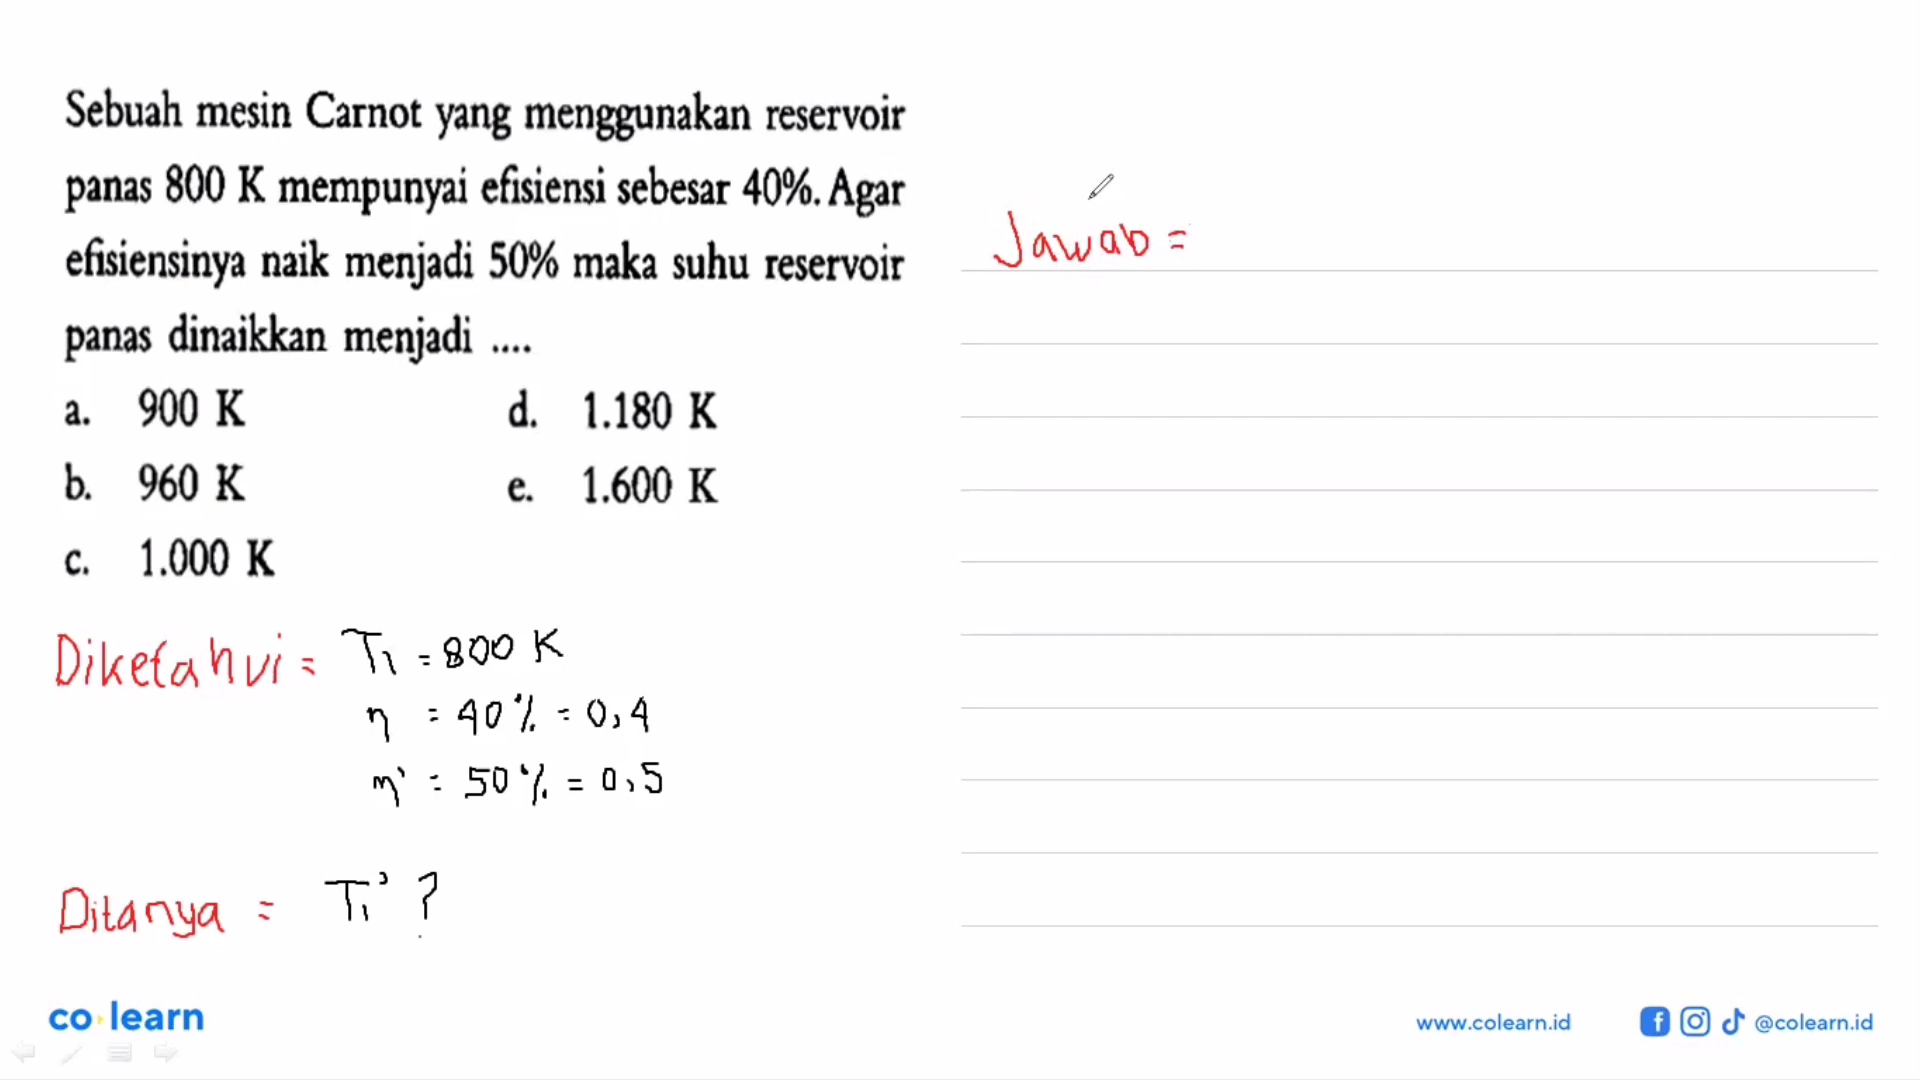 Sebuah mesin Carnot yang menggunakan reservoir
panas 800 K mempunyai efisiensi sebesar 40%. Agar
efisiensinya naik menjadi 50% maka suhu reservoir
panas dinaikkan menjadi ....
a. 900 K
b. 960 K
c. 1.000 K
d. 1.180 K
e. 1.600 K
Diketahui = T1 = 800 K
η = 40% = 0,4
η' = 50% = 0,5
Ditanya = T1' ?
Jawab =
co learn
www.colearn.id
@colearn.id